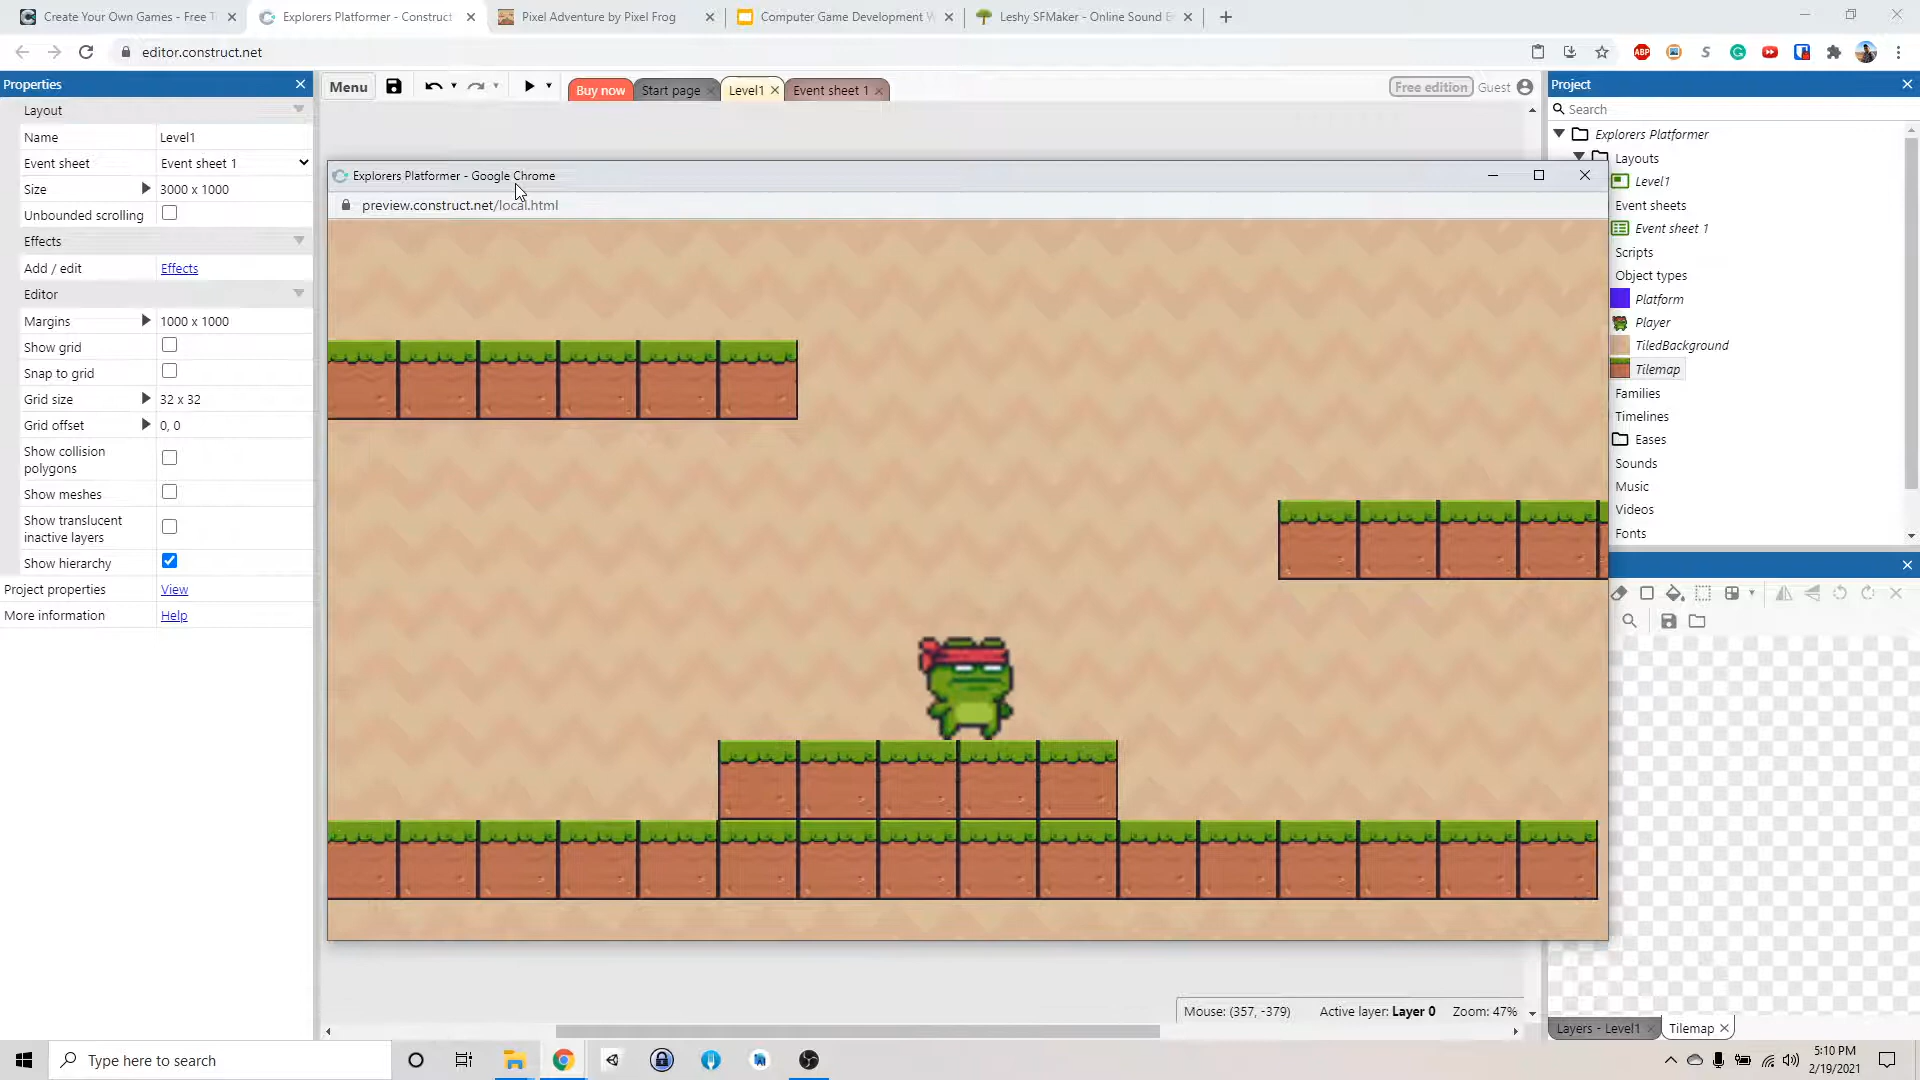 Create Your Own Games - Free T
Explorers Platformer - Construct
Pixel Adventure by Pixel Frog
Computer Game Development W
Leshy SFMaker - Online Sound E
editor.construct.net
ABP
Properties
Menu
Buy now
Start page
Level1
Event sheet 1
Free edition
Guest
Project
Layout
Search
Name
Level1
Explorers Platformer
Event sheet
Event sheet 1
Layouts
Size
3000 x 1000
Level1
Unbounded scrolling
Event sheets
Effects
Event sheet 1
Add / edit
Effects
Scripts
Editor
Object types
Margins
1000 x 1000
Platform
Show grid
Player
Snap to grid
TiledBackground
Grid size
32 x 32
Tilemap
Grid offset
0, 0
Families
Show collision
polygons
Timelines
Show meshes
Eases
Show translucent
inactive layers
Sounds
Show hierarchy
Music
Project properties
View
Videos
More information
Help
Fonts
Explorers Platformer - Google Chrome
preview.construct.net/local.html
Mouse: (357, -379)
Active layer: Layer 0
Zoom: 47%
Layers - Level1
Tilemap
Type here to search
5:10 PM
2/19/2021